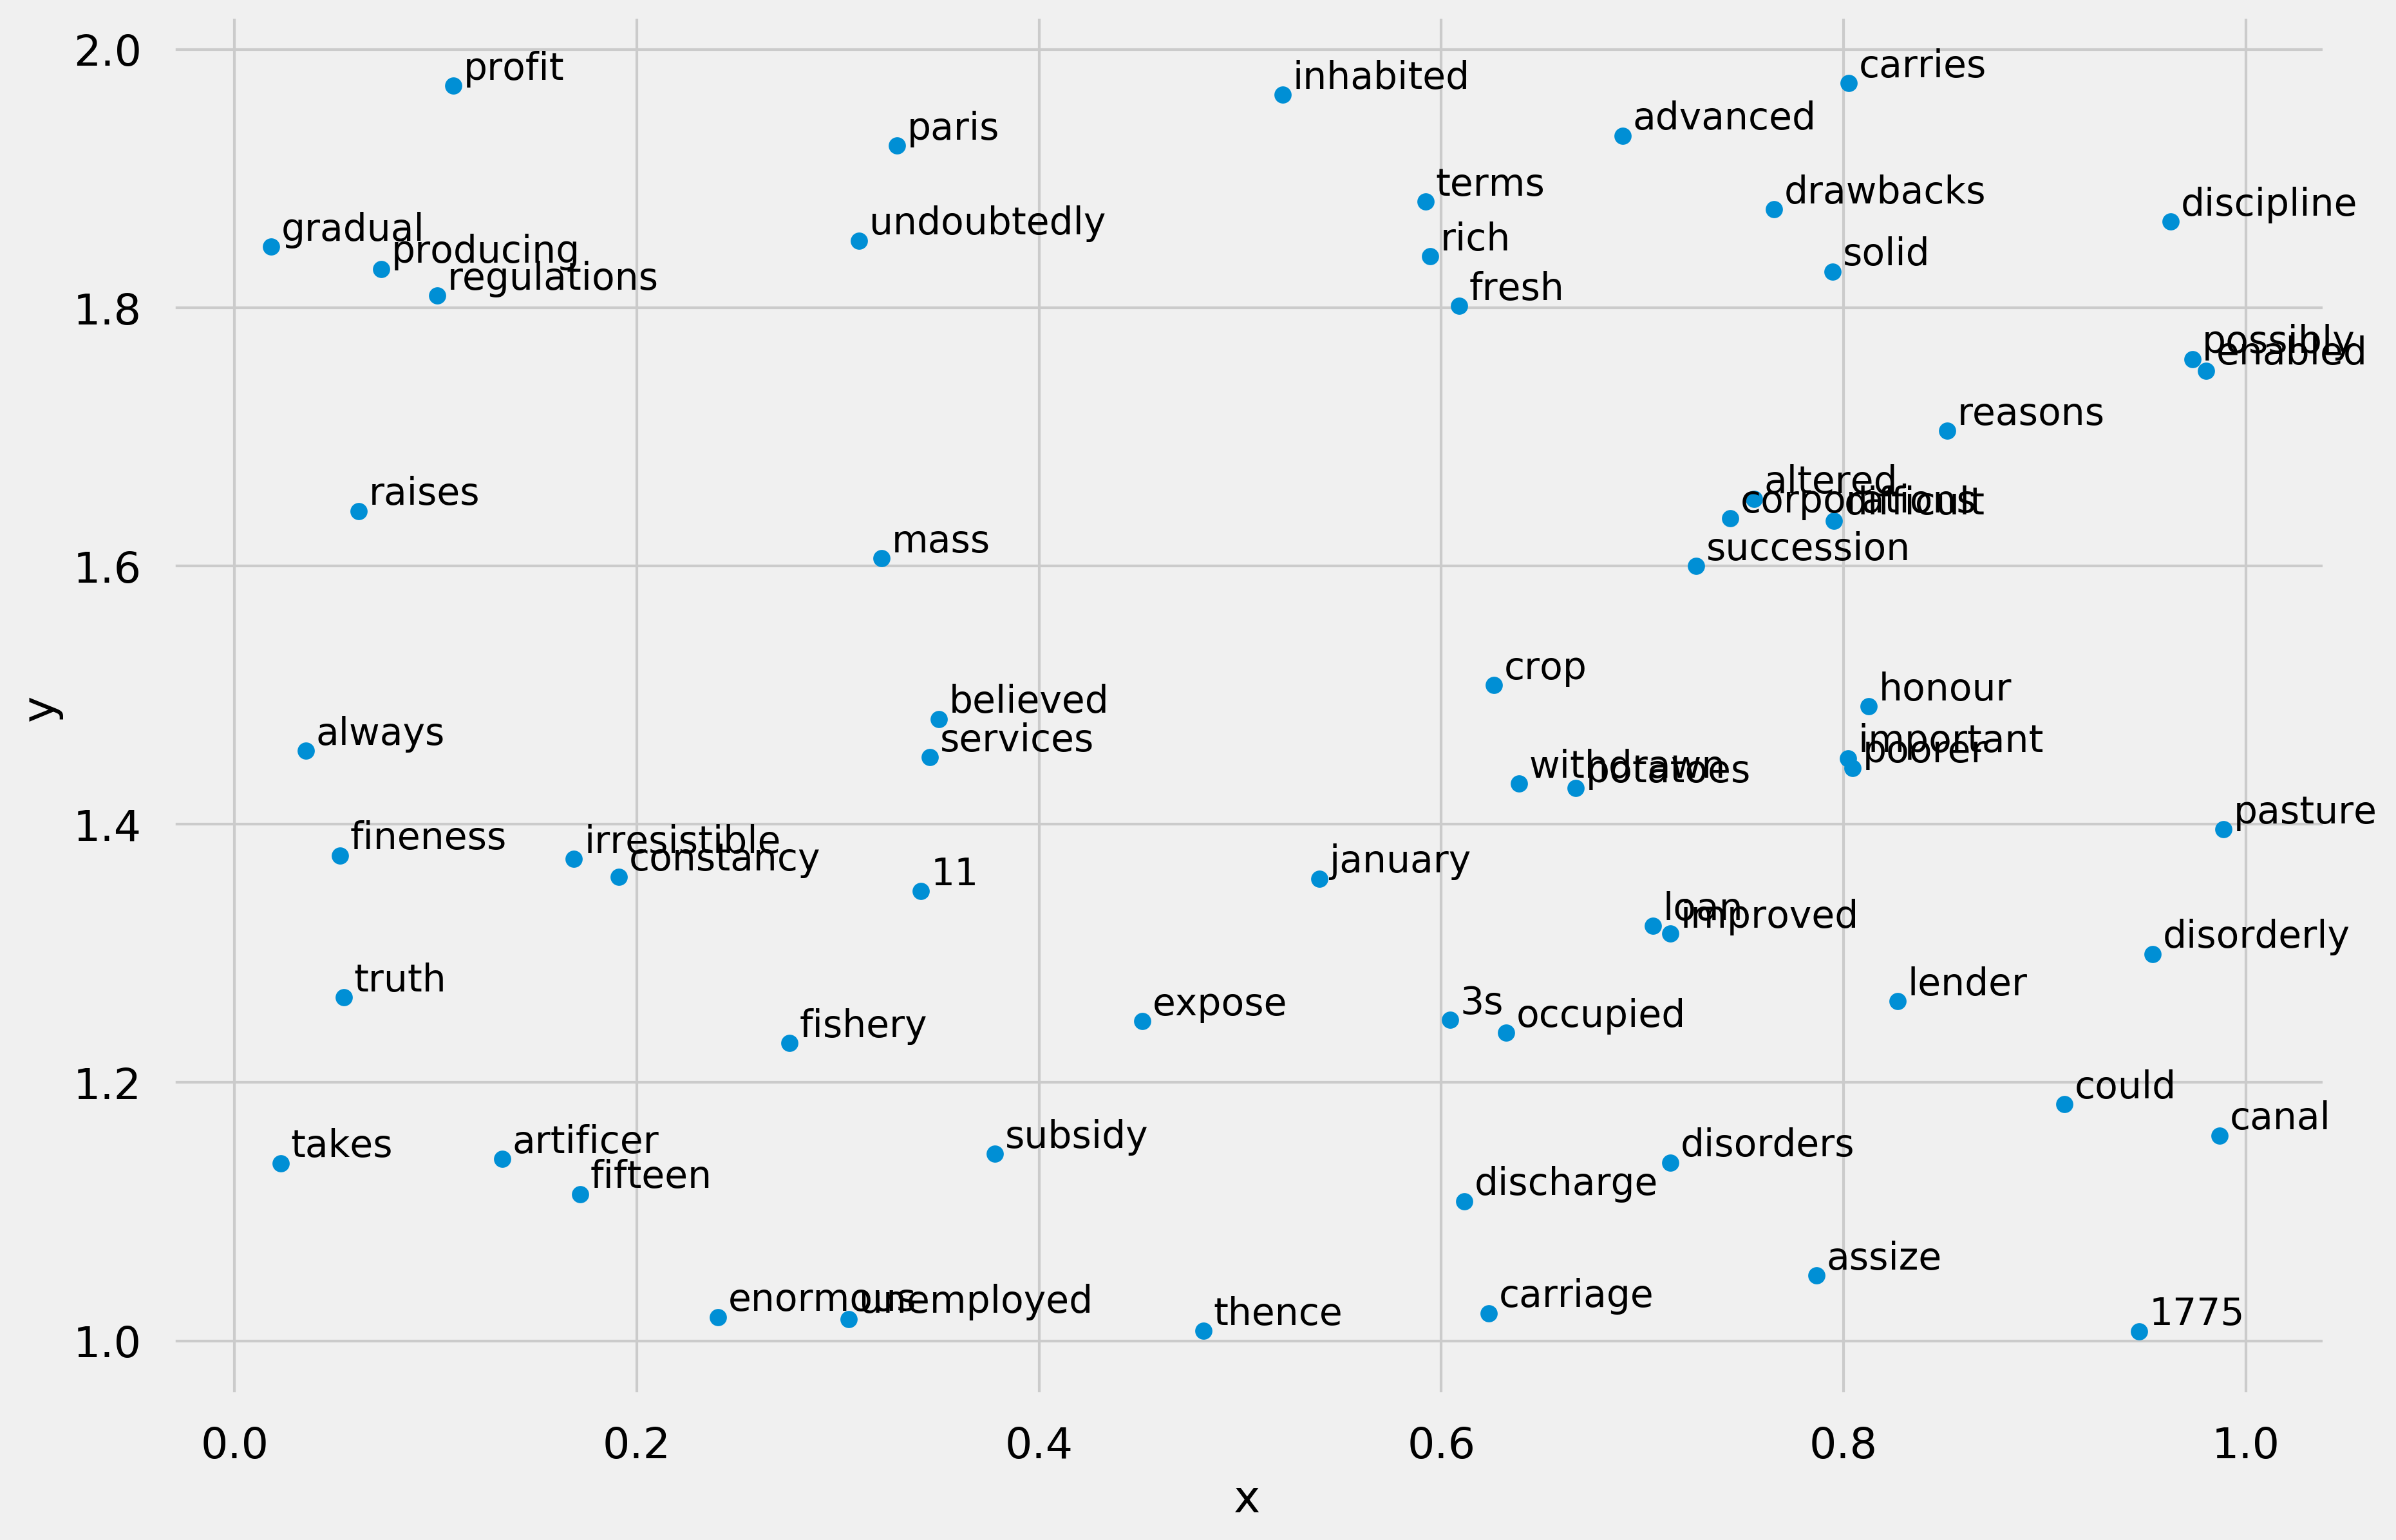 2.0
profit
carries
inhabited
advanced
paris
terms
drawbacks
discipline
gradual
undoubtedly
rich
producing
solid
regulations
fresh
1.8
possibly
enabled
reasons
raises
altered
corporations
difficult
mass
succession
1.6
crop
honour
believed
y
always
services
important
poorer
withdrawn
potatoes
pasture
1.4
fineness
irresistible
constancy
11
january
loan
improved
disorderly
truth
lender
expose
3s
occupied
fishery
1.2
could
canal
takes
artificer
subsidy
disorders
fifteen
discharge
assize
enormous
unemployed
carriage
thence
1775
1.0
0.0 0.2 0.4 0.6 0.8 1.0
x